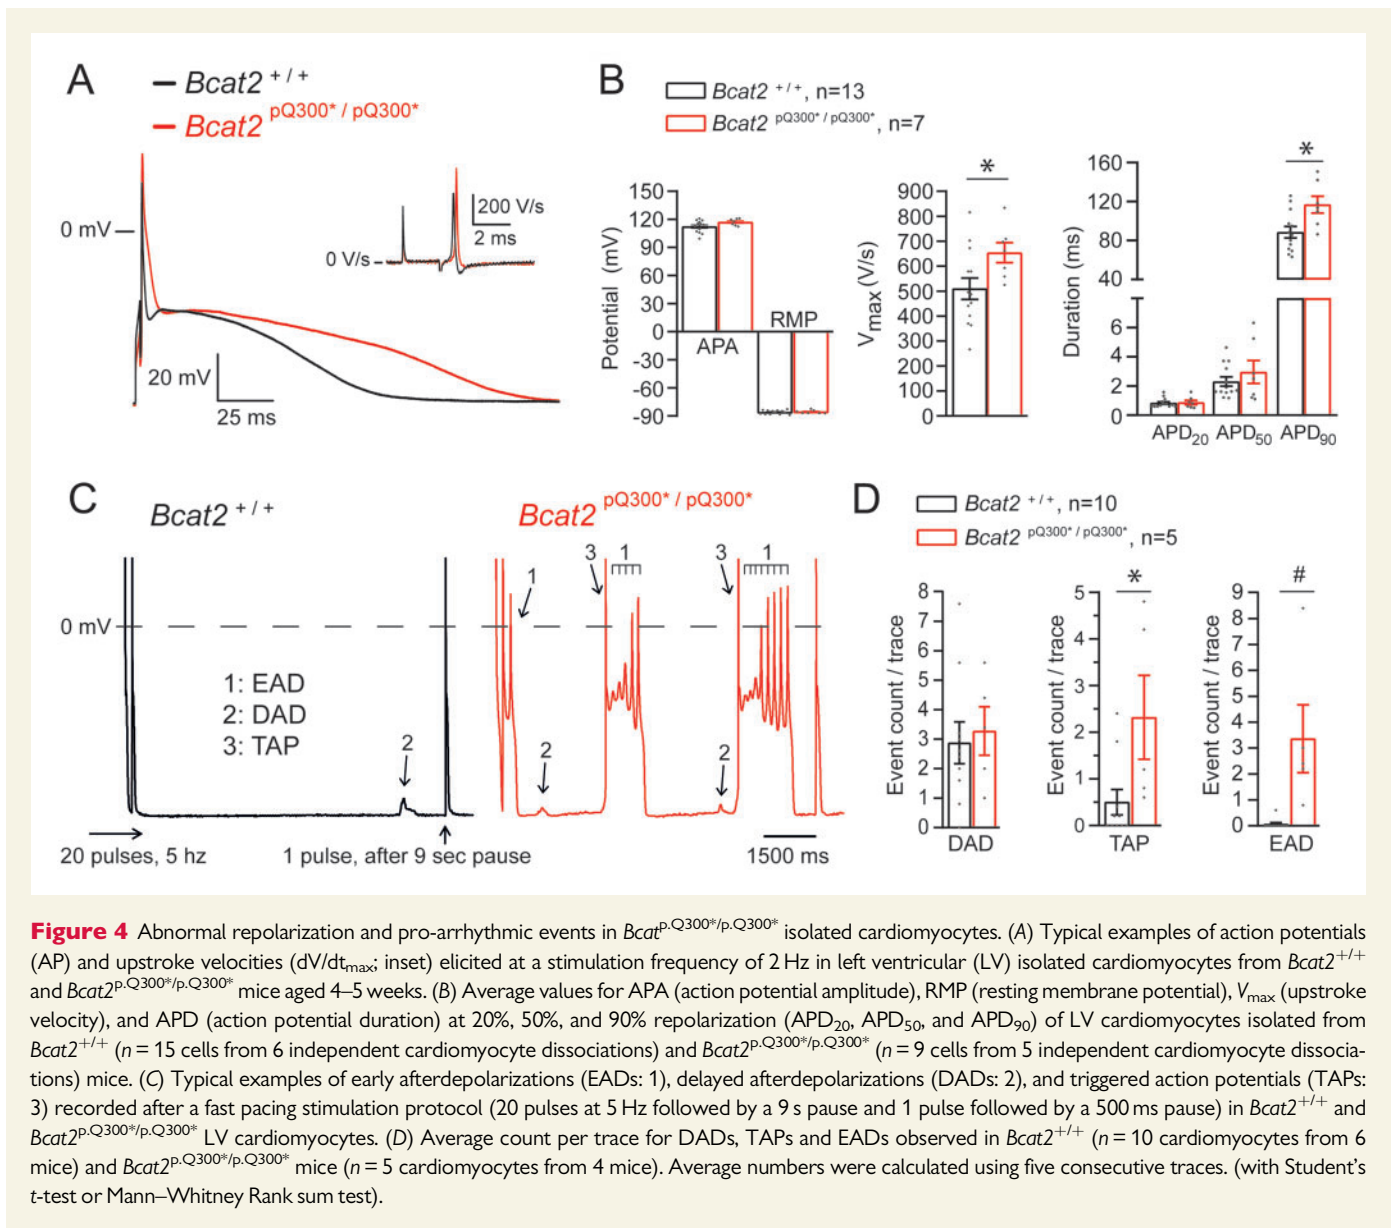 A
Bcat2 +/+
Bcat2 pQ300* / pQ300*
0 mV
200 V/s
2 ms
0 V/s
20 mV
25 ms
B
Bcat2 +/+, n=13
Bcat2 pQ300* / pQ300*, n=7
Potential (mV)
150
120
90
60
30
0
-30
-60
-90
APA
RMP
Vmax (V/s)
900
800
700
600
500
400
300
200
100
0
*
Duration (ms)
160
120
80
40
6
4
2
0
*
APD20 APD50 APD90
C
Bcat2 +/+
Bcat2 pQ300* / pQ300*
0 mV
1: EAD
2: DAD
3: TAP
2
1
2
3
1
2
3
1
20 pulses, 5 hz
1 pulse, after 9 sec pause
1500 ms
D
Bcat2 +/+, n=10
Bcat2 pQ300* / pQ300*, n=5
Event count / trace
8
7
6
5
4
3
2
1
0
DAD
Event count / trace
5
4
3
2
1
0
*
TAP
Event count / trace
9
8
7
6
5
4
3
2
1
0
#
EAD
Figure 4 Abnormal repolarization and pro-arrhythmic events in Bcatp.Q300*/p.Q300* isolated cardiomyocytes. (A) Typical examples of action potentials
(AP) and upstroke velocities (dV/dtmax; inset) elicited at a stimulation frequency of 2 Hz in left ventricular (LV) isolated cardiomyocytes from Bcat2+/+
and Bcat2p.Q300*/p.Q300* mice aged 4–5 weeks. (B) Average values for APA (action potential amplitude), RMP (resting membrane potential), Vmax (upstroke
velocity), and APD (action potential duration) at 20%, 50%, and 90% repolarization (APD20, APD50, and APD90) of LV cardiomyocytes isolated from
Bcat2+/+ (n = 15 cells from 6 independent cardiomyocyte dissociations) and Bcat2p.Q300*/p.Q300* (n = 9 cells from 5 independent cardiomyocyte dissocia-
tions) mice. (C) Typical examples of early afterdepolarizations (EADs: 1), delayed afterdepolarizations (DADs: 2), and triggered action potentials (TAPs:
3) recorded after a fast pacing stimulation protocol (20 pulses at 5 Hz followed by a 9 s pause and 1 pulse followed by a 500 ms pause) in Bcat2+/+ and
Bcat2p.Q300*/p.Q300* LV cardiomyocytes. (D) Average count per trace for DADs, TAPs and EADs observed in Bcat2+/+ (n = 10 cardiomyocytes from 6
mice) and Bcat2p.Q300*/p.Q300* mice (n = 5 cardiomyocytes from 4 mice). Average numbers were calculated using five consecutive traces. (with Student's
t-test or Mann–Whitney Rank sum test).